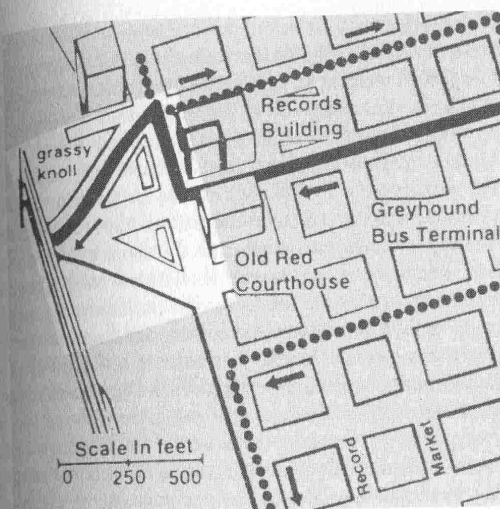 Records
Building
grassy
knoll
Greyhound
Bus Terminal
Old Red
Courthouse
Scale In feet
0 250 500
Record
Market